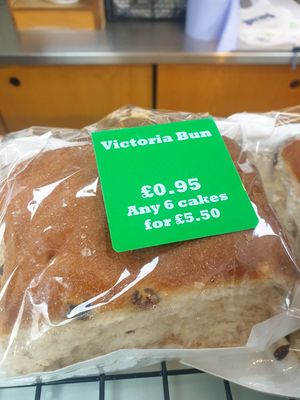 Victoria Bun
£0.95
Any 6 cakes
for £5.50